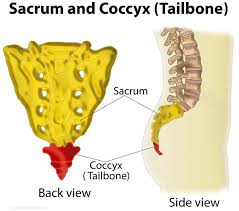 Sacrum and Coccyx (Tailbone)
Sacrum
Coccyx
(Tailbone)
Back view
Side view